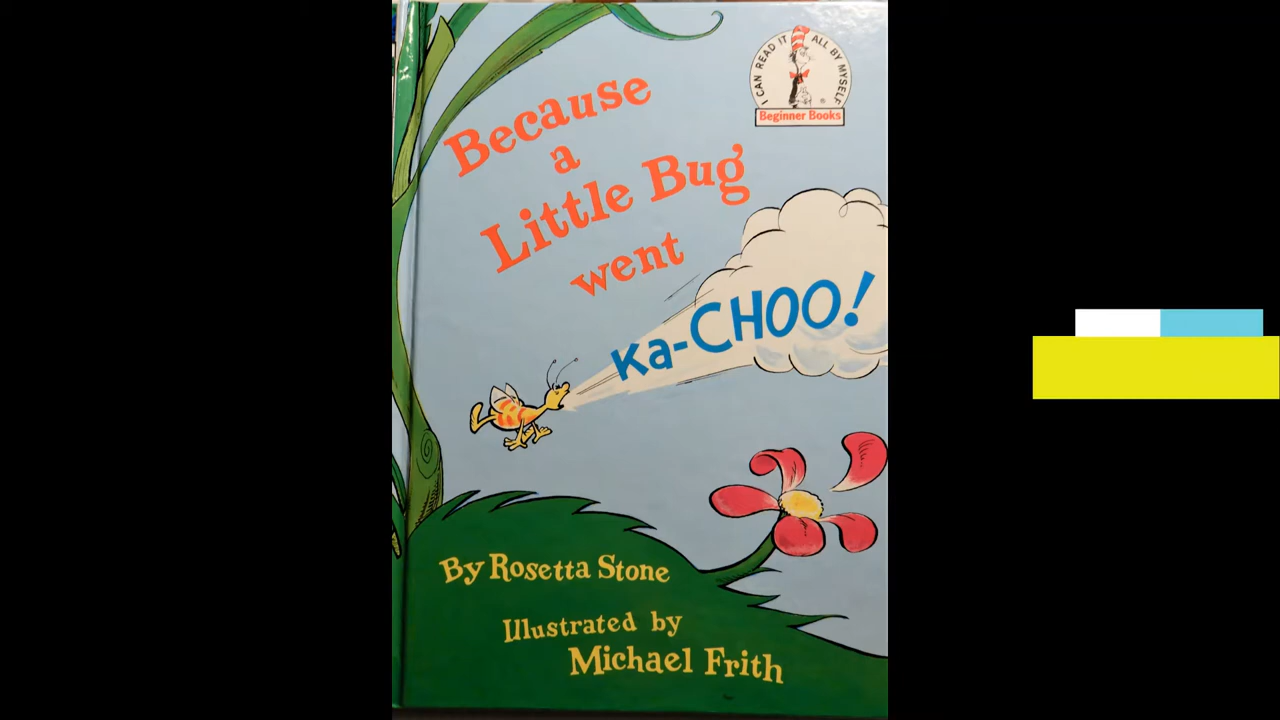 I CAN READ IT ALL BY MYSELF
Beginner Books
Because
a
Little Bug
went
Ka-CHOO!
By Rosetta Stone
Illustrated by
Michael Frith